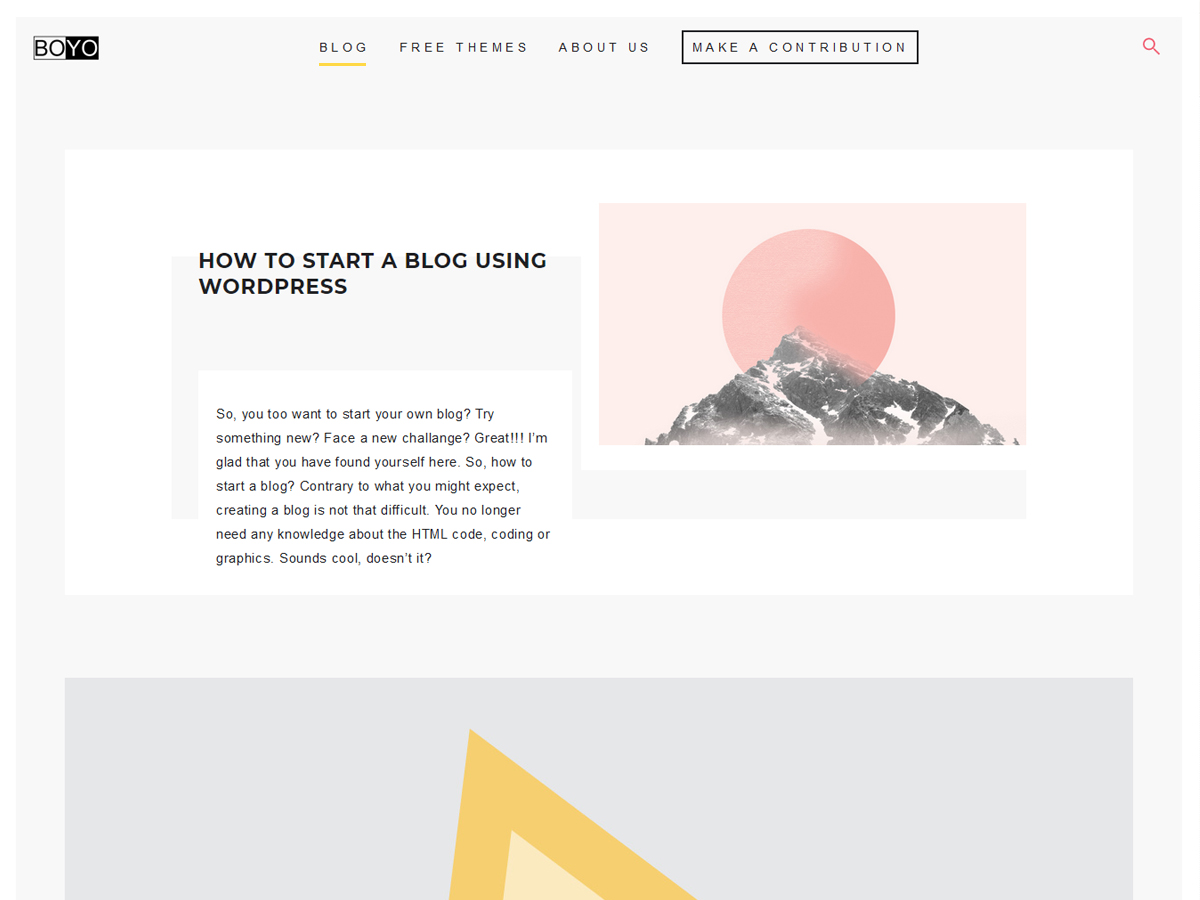 BOYO
BLOG
FREE THEMES
ABOUT US
MAKE A CONTRIBUTION
HOW TO START A BLOG USING
WORDPRESS
So, you too want to start your own blog? Try
something new? Face a new challange? Great!!! I’m
glad that you have found yourself here. So, how to
start a blog? Contrary to what you might expect,
creating a blog is not that difficult. You no longer
need any knowledge about the HTML code, coding or
graphics. Sounds cool, doesn’t it?